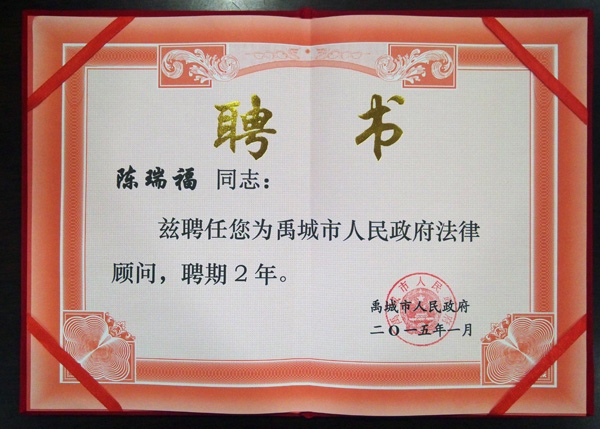 聘 书
陈瑞福 同志：
兹聘任您为禹城市人民政府法律
顾问，聘期2年。
禹城市人民政府
二〇一五年一月